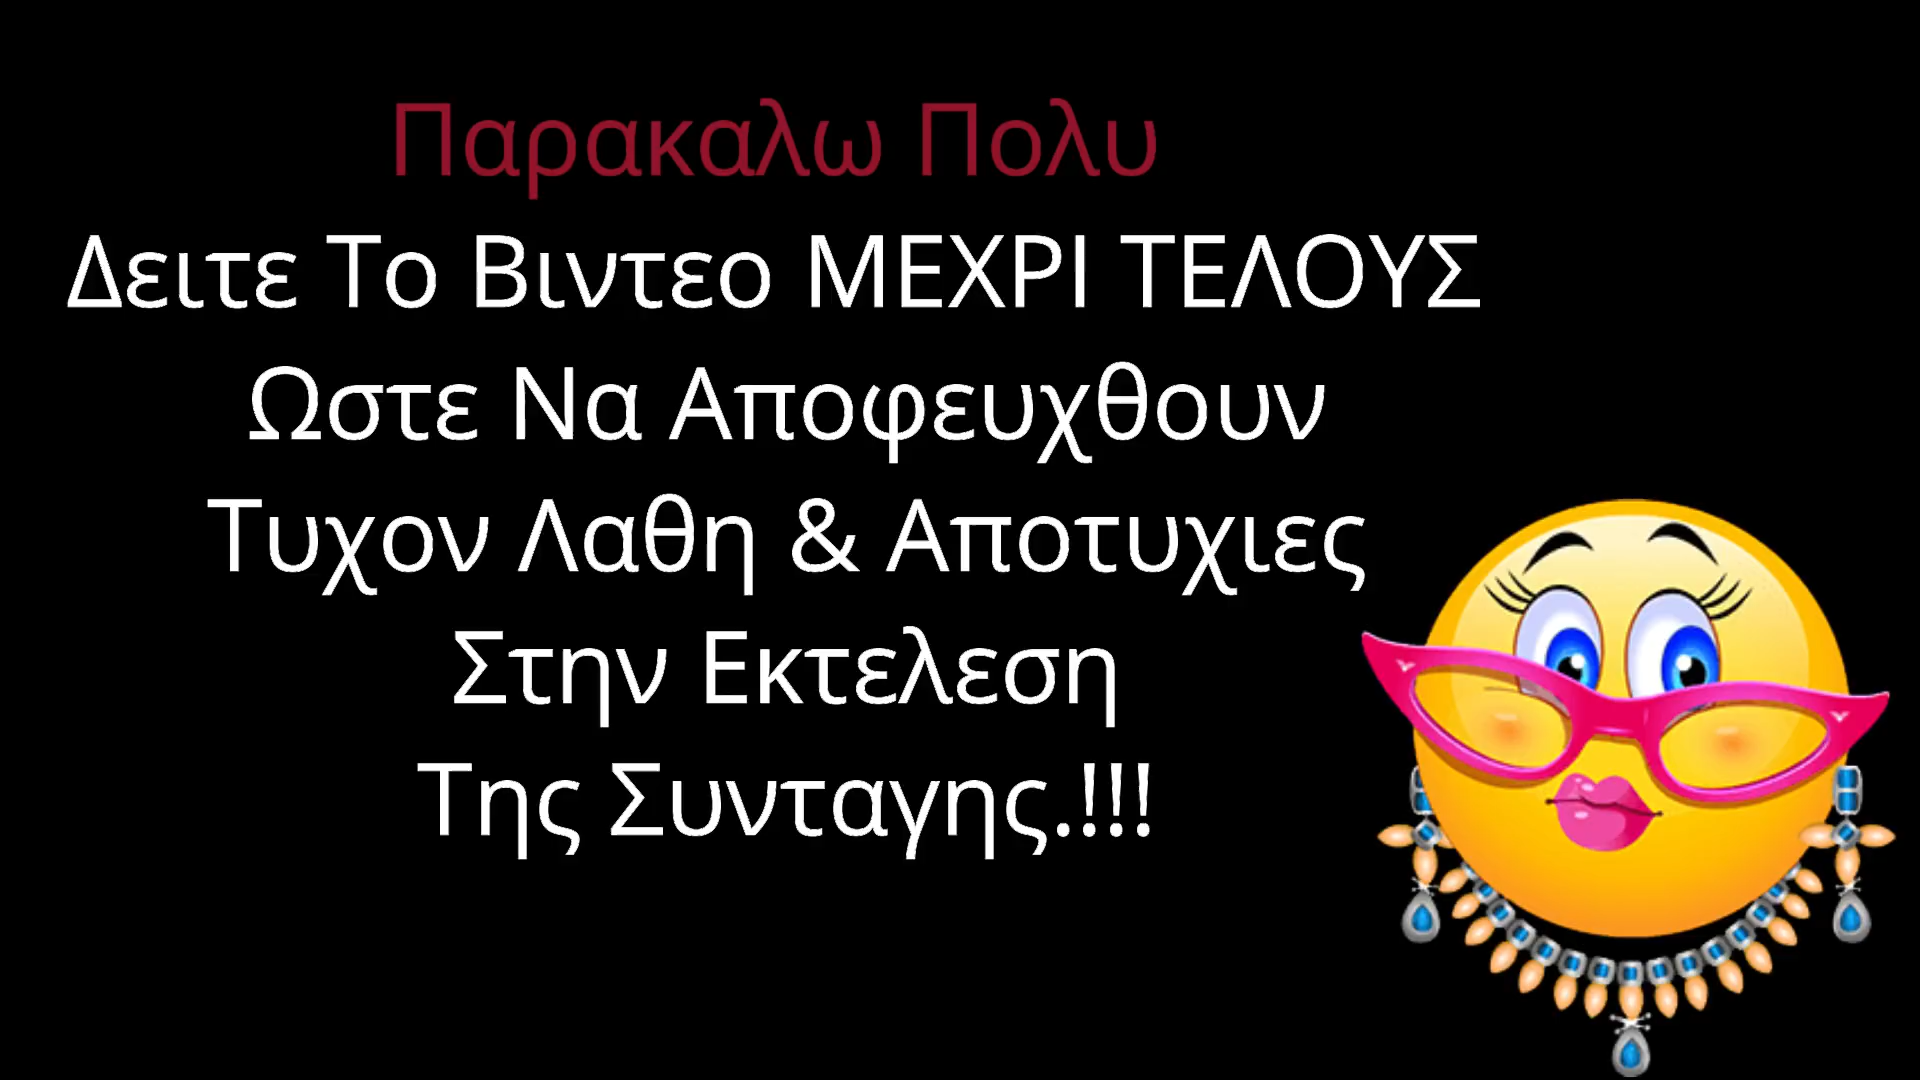 Παρακαλω Πολυ
Δειτε Το Βιντεο ΜΕΧΡΙ ΤΕΛΟΥΣ
Ωστε Να Αποφευχθουν
Τυχον Λαθη & Αποτυχιες
Στην Εκτελεση
Της Συνταγης.!!!